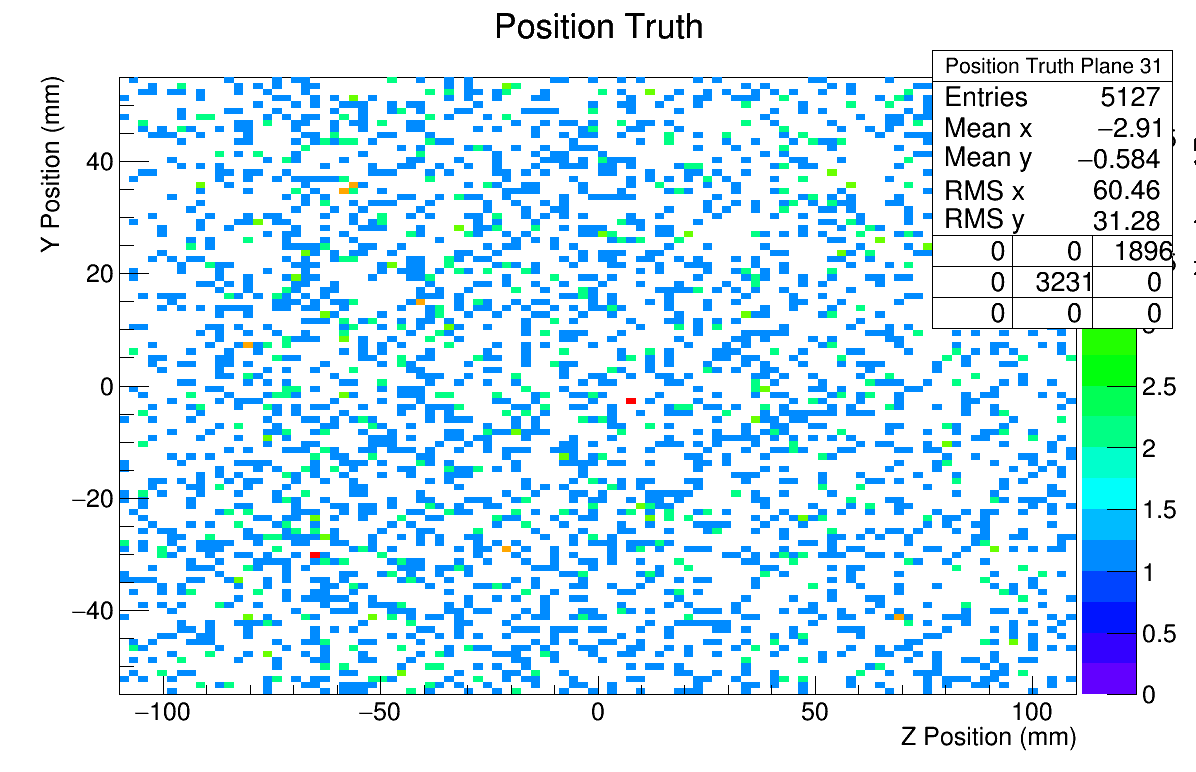 Position Truth
Position Truth Plane 31
Entries 5127
Mean x −2.91
Mean y −0.584
RMS x 60.46
RMS y 31.28
0 0 1896
0 3231 0
0 0 0
Y Position (mm)
40
20
0
−20
−40
−100 −50 0 50 100
Z Position (mm)
2.5
2
1.5
1
0.5
0